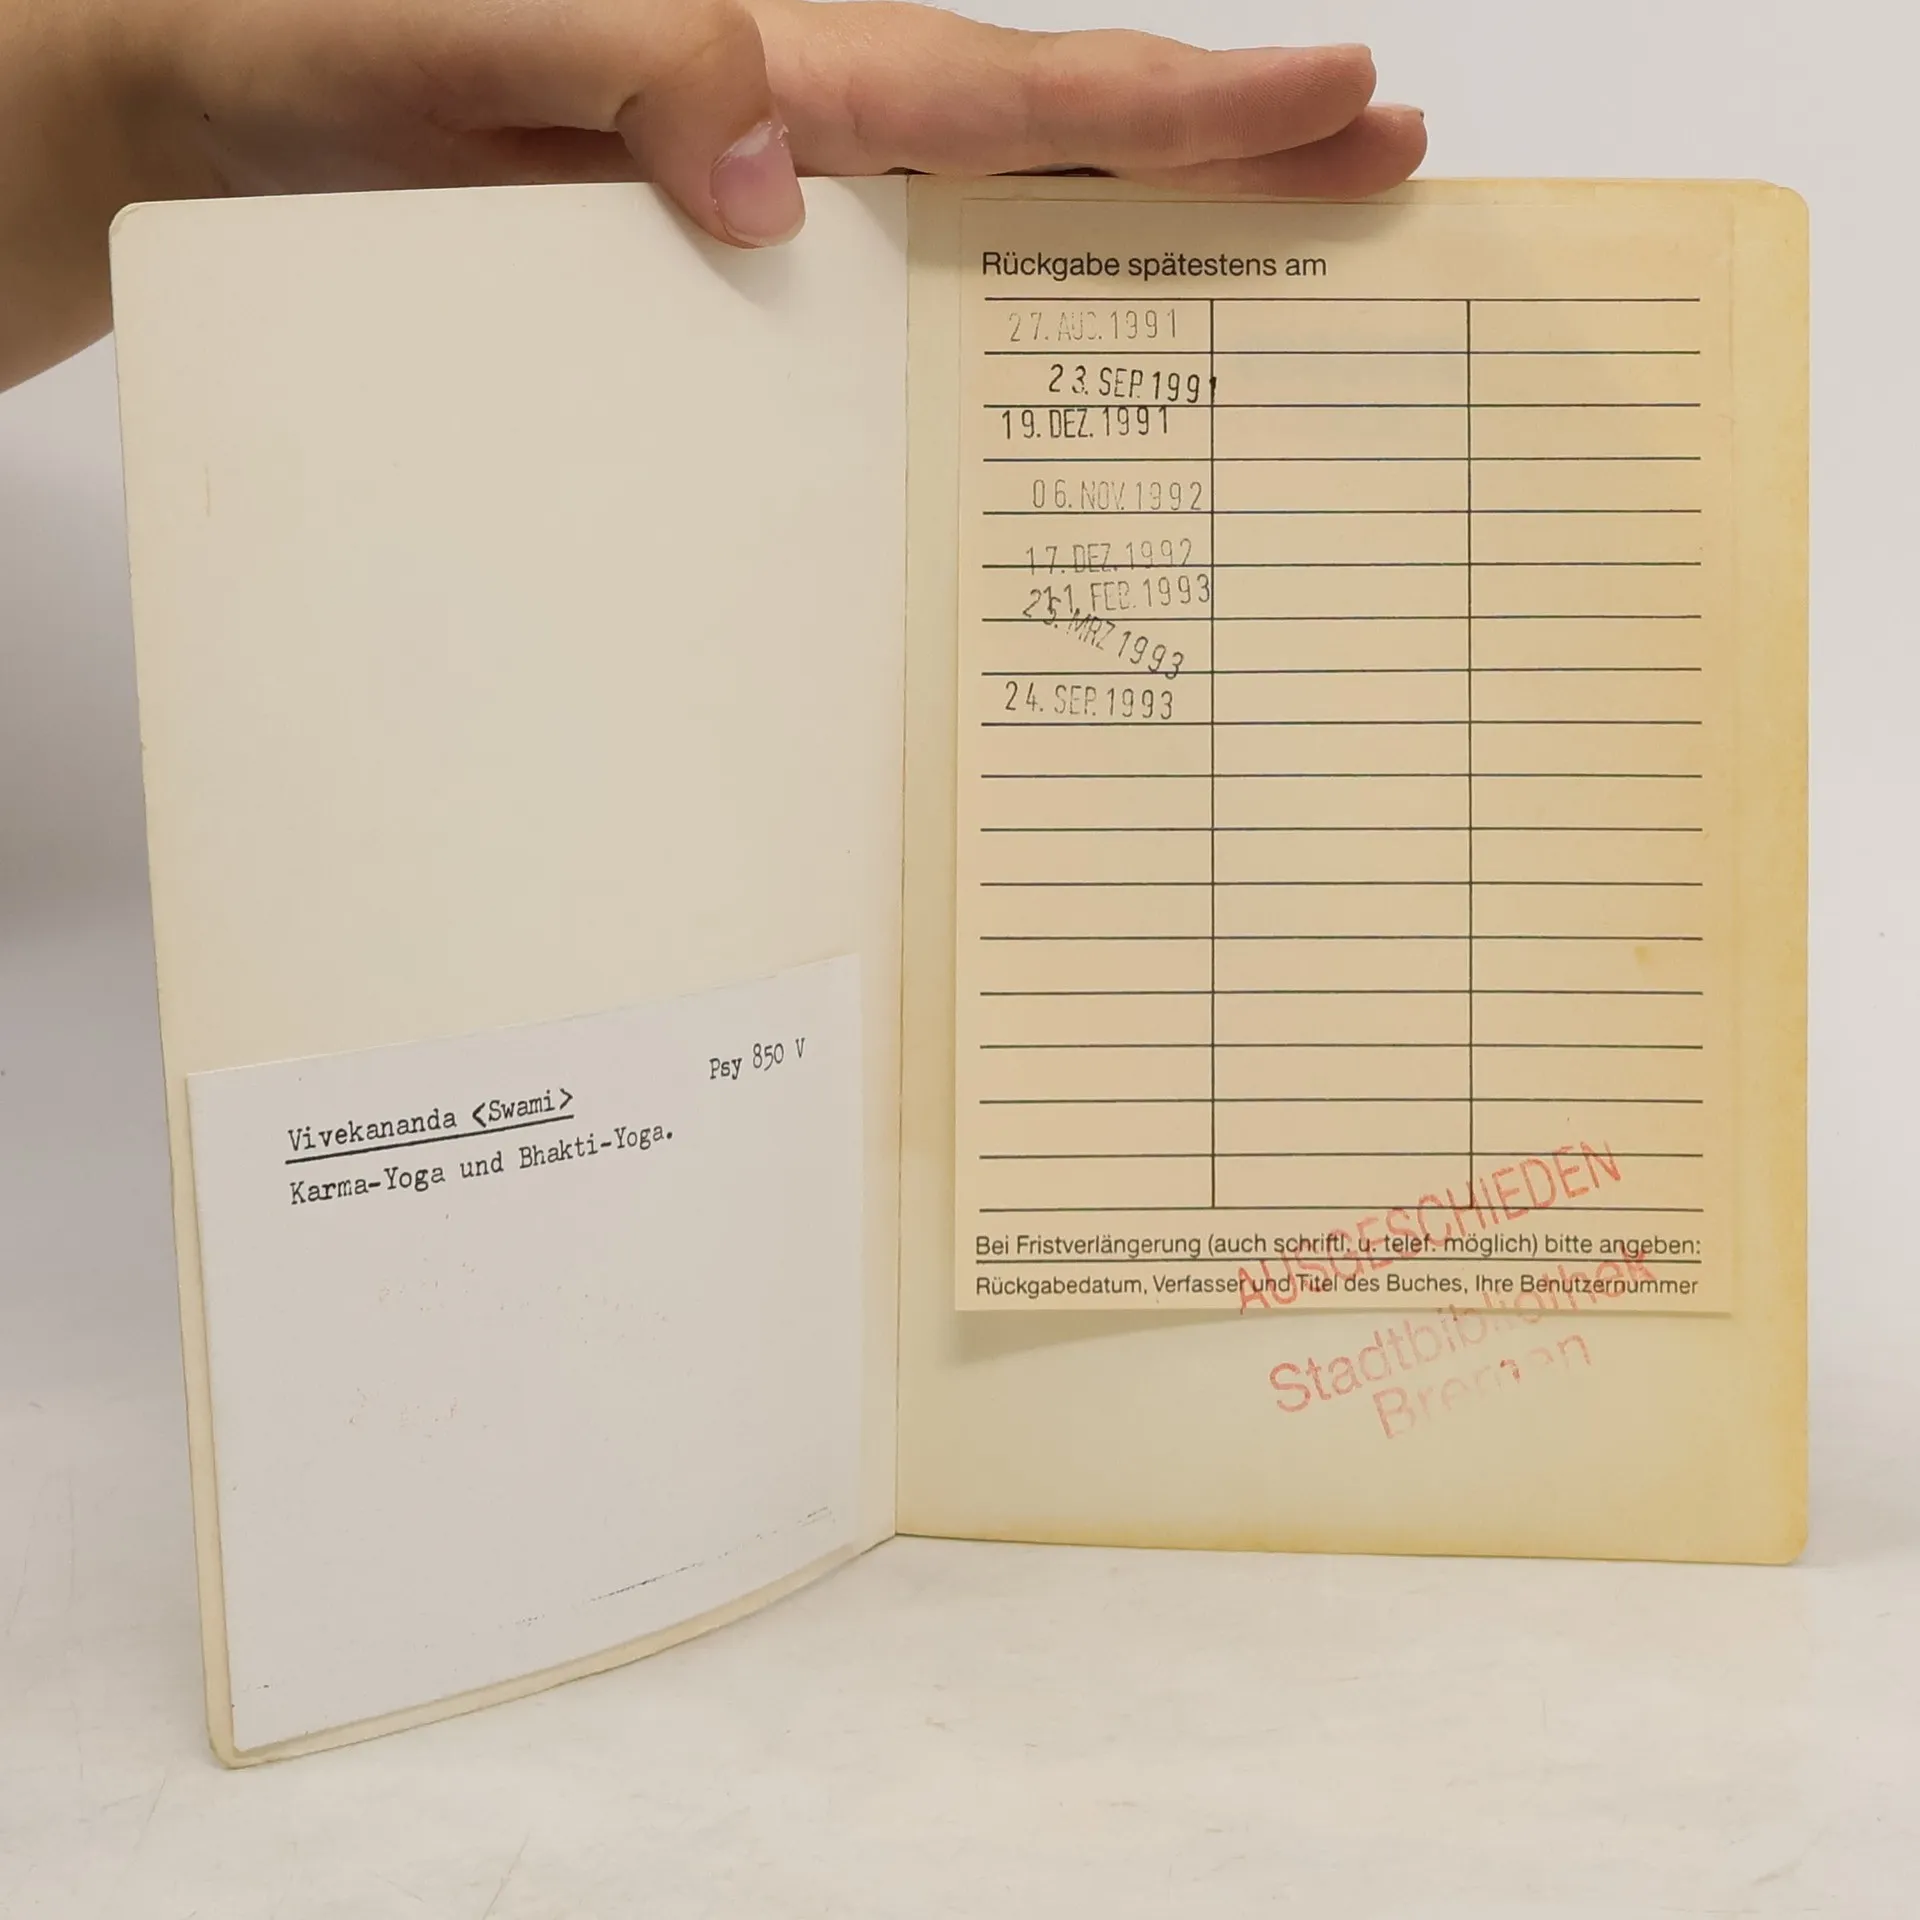 Psy 850 V
Vivekananda <Swami>
Karma-Yoga und Bhakti-Yoga.
Rückgabe spätestens am
27. AUG. 1991
23. SEP. 1991
19. DEZ. 1991
06. NOV. 1992
17. DEZ. 1992
11. FEB. 1993
25. MRZ 1993
24. SEP. 1993
Bei Fristverlängerung (auch schriftl. u. telef. möglich) bitte angeben:
Rückgabedatum, Verfasser und Titel des Buches, Ihre Benutzernummer
AUSGESCHIEDEN
Stadtbibliothek
Bremen